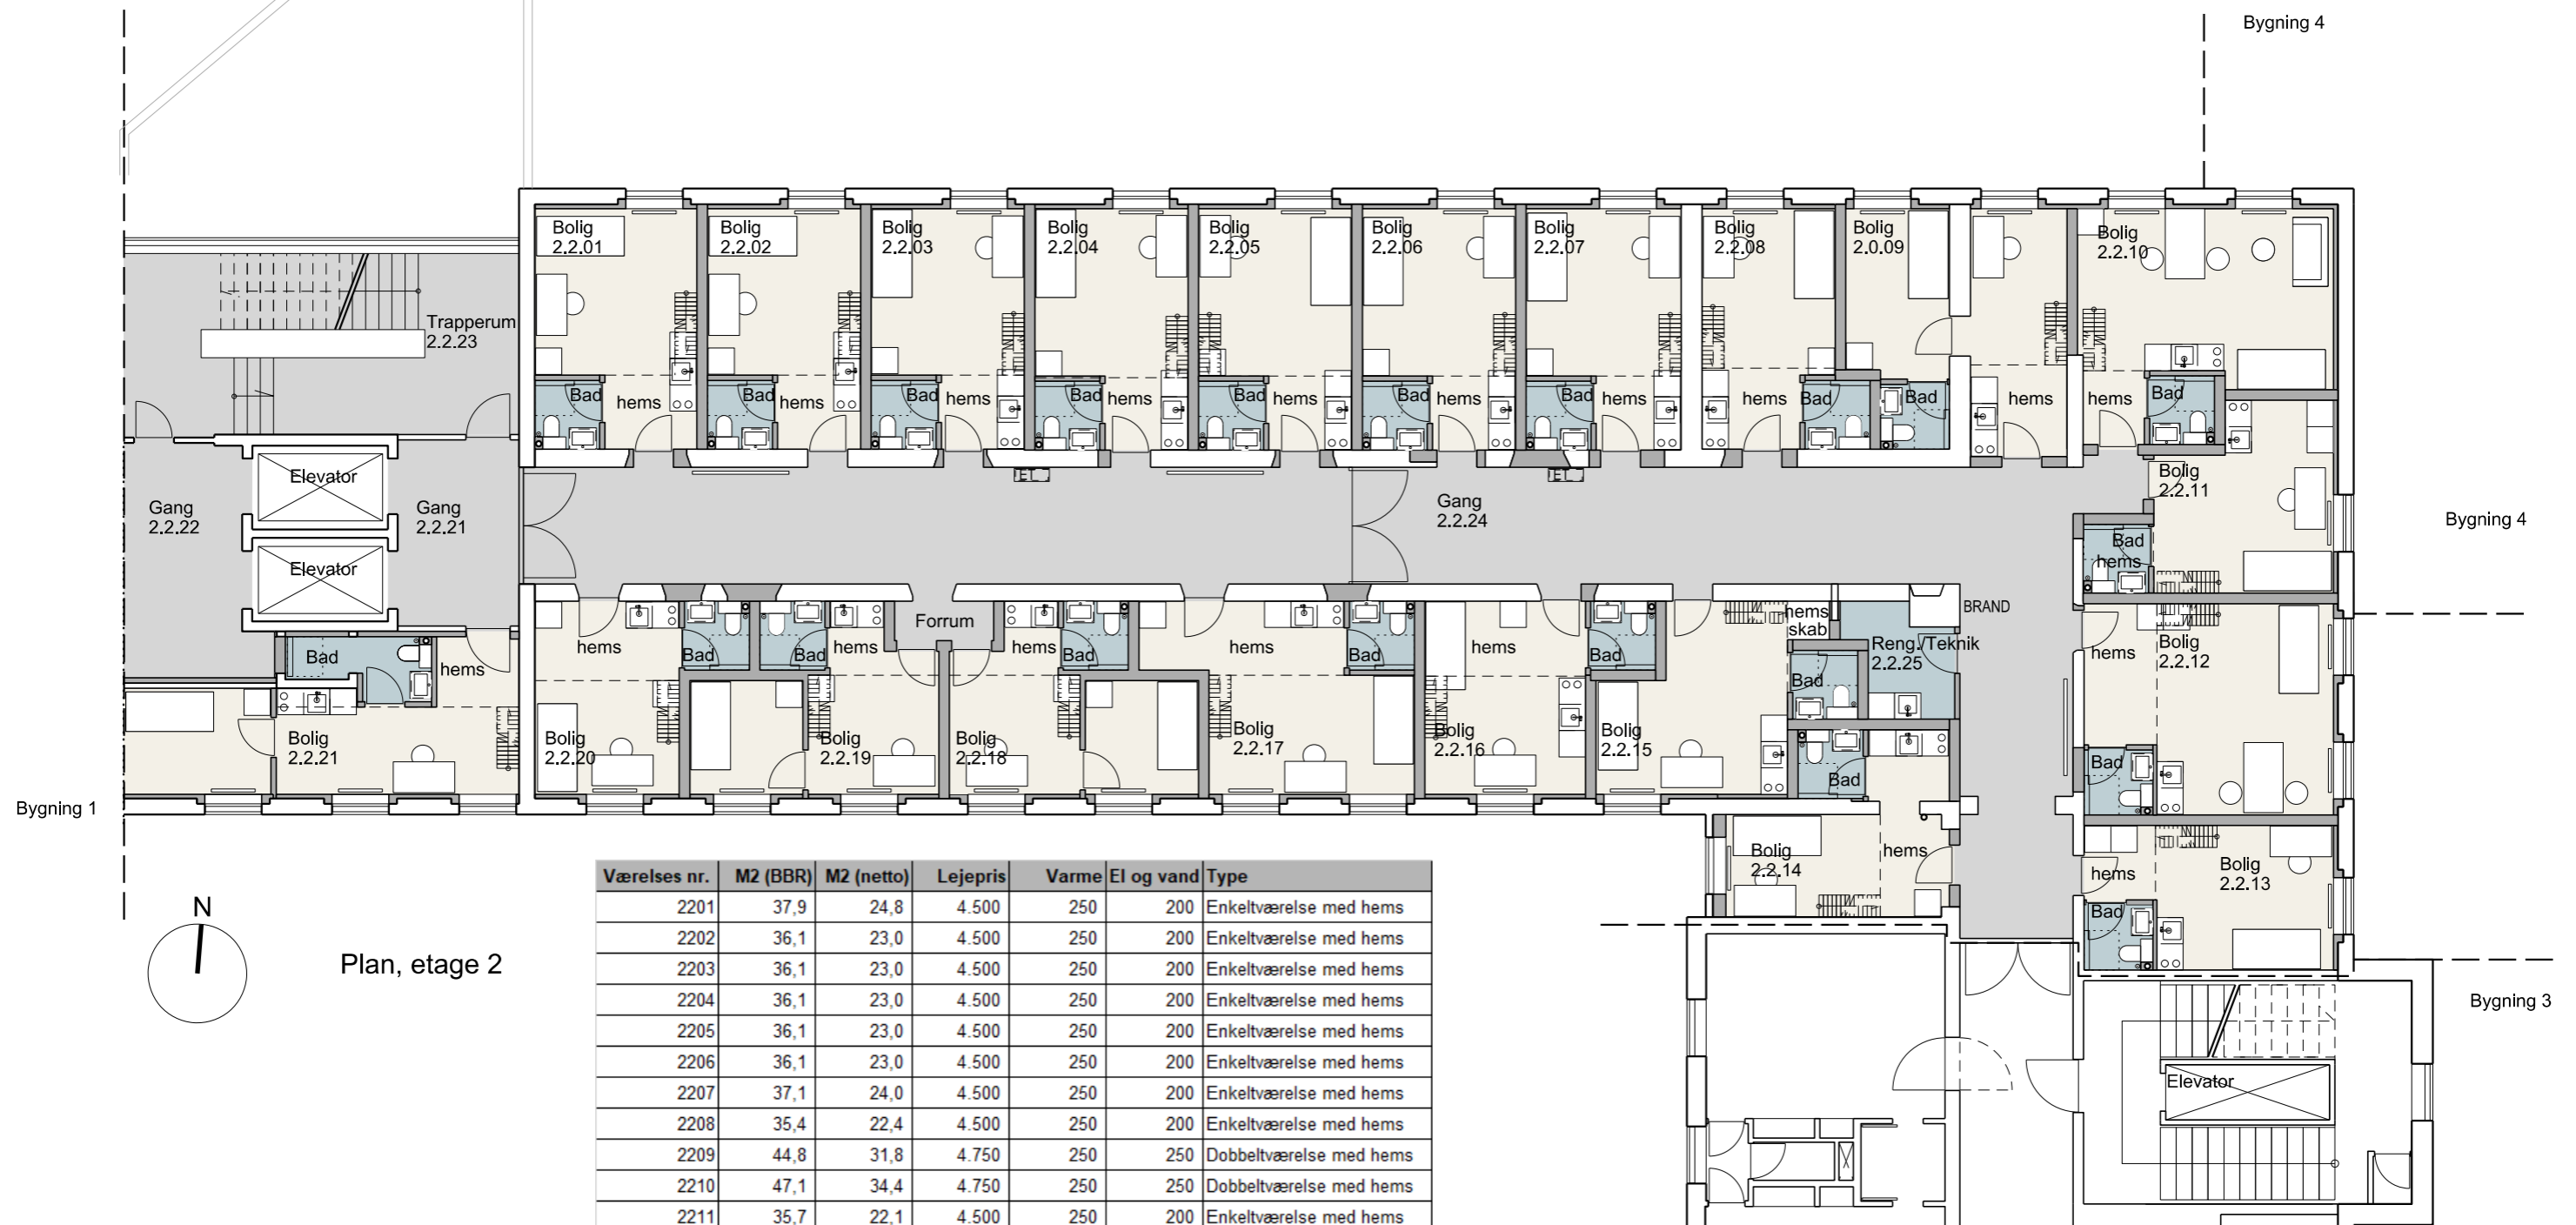 Bygning 4
Bolig
2.2.01
Bolig
2.2.02
Bolig
2.2.03
Bolig
2.2.04
Bolig
2.2.05
Bolig
2.2.06
Bolig
2.2.07
Bolig
2.2.08
Bolig
2.0.09
Bolig
2.2.10
Trapperum
2.2.23
Bad
hems
Bad
hems
Bad
hems
Bad
hems
Bad
hems
Bad
hems
Bad
hems
hems
Bad
Bad
hems
hems
Bad
Elevator
EL
EL
Bolig
2.2.11
Gang
2.2.22
Gang
2.2.21
Gang
2.2.24
Bygning 4
Elevator
Bad
hems
BRAND
Forrum
hems
skab
Bad
hems
hems
Bad
Bad
hems
hems
Bad
hems
Bad
hems
Bad
Reng./Teknik
2.2.25
hems
Bolig
2.2.12
Bad
Bolig
2.2.21
Bolig
2.2.20
Bolig
2.2.19
Bolig
2.2.18
Bolig
2.2.17
Bolig
2.2.16
Bolig
2.2.15
Bad
Bad
Bygning 1
Bolig
2.2.14
hems
hems
Bolig
2.2.13
Bad
N
Plan, etage 2
Bygning 3
Elevator
Værelses nr. M2 (BBR) M2 (netto) Lejepris Varme El og vand Type
2201 37,9 24,8 4.500 250 200 Enkeltværelse med hems
2202 36,1 23,0 4.500 250 200 Enkeltværelse med hems
2203 36,1 23,0 4.500 250 200 Enkeltværelse med hems
2204 36,1 23,0 4.500 250 200 Enkeltværelse med hems
2205 36,1 23,0 4.500 250 200 Enkeltværelse med hems
2206 36,1 23,0 4.500 250 200 Enkeltværelse med hems
2207 37,1 24,0 4.500 250 200 Enkeltværelse med hems
2208 35,4 22,4 4.500 250 200 Enkeltværelse med hems
2209 44,8 31,8 4.750 250 250 Dobbeltværelse med hems
2210 47,1 34,4 4.750 250 250 Dobbeltværelse med hems
2211 35,7 22,1 4.500 250 200 Enkeltværelse med hems